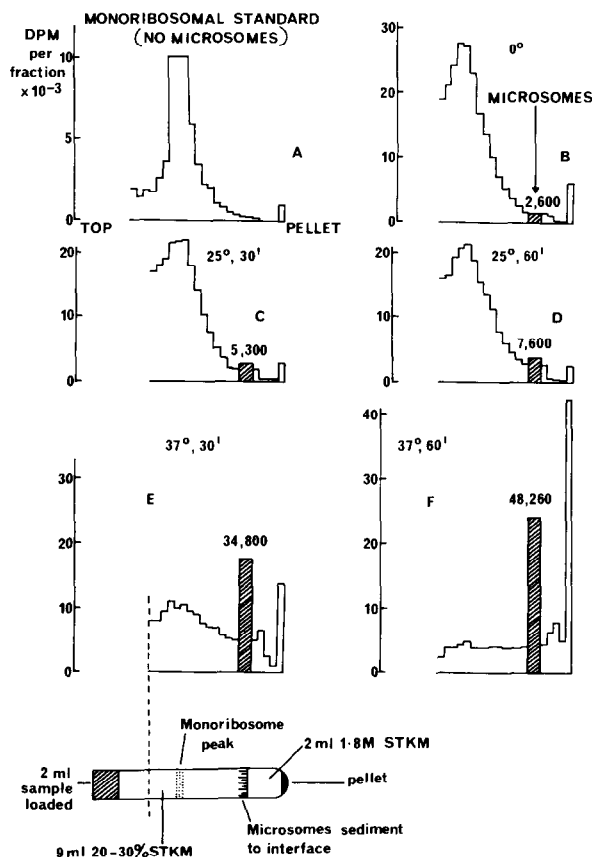 MONORIBOSOMAL STANDARD
(NO MICROSOMES)
DPM
per
fraction
×10⁻³
10
5
0
A
TOP
PELLET
30
20
10
0
0°
MICROSOMES
B
2,600
20
10
0
25°, 30'
C
5,300
20
10
0
25°, 60'
D
7,600
30
20
10
0
37°, 30'
E
34,800
40
30
20
10
0
37°, 60'
F
48,260
Monoribosome
peak
2 ml 1·8M STKM
2 ml
sample
loaded
pellet
Microsomes sediment
to interface
9 ml 20-30% STKM